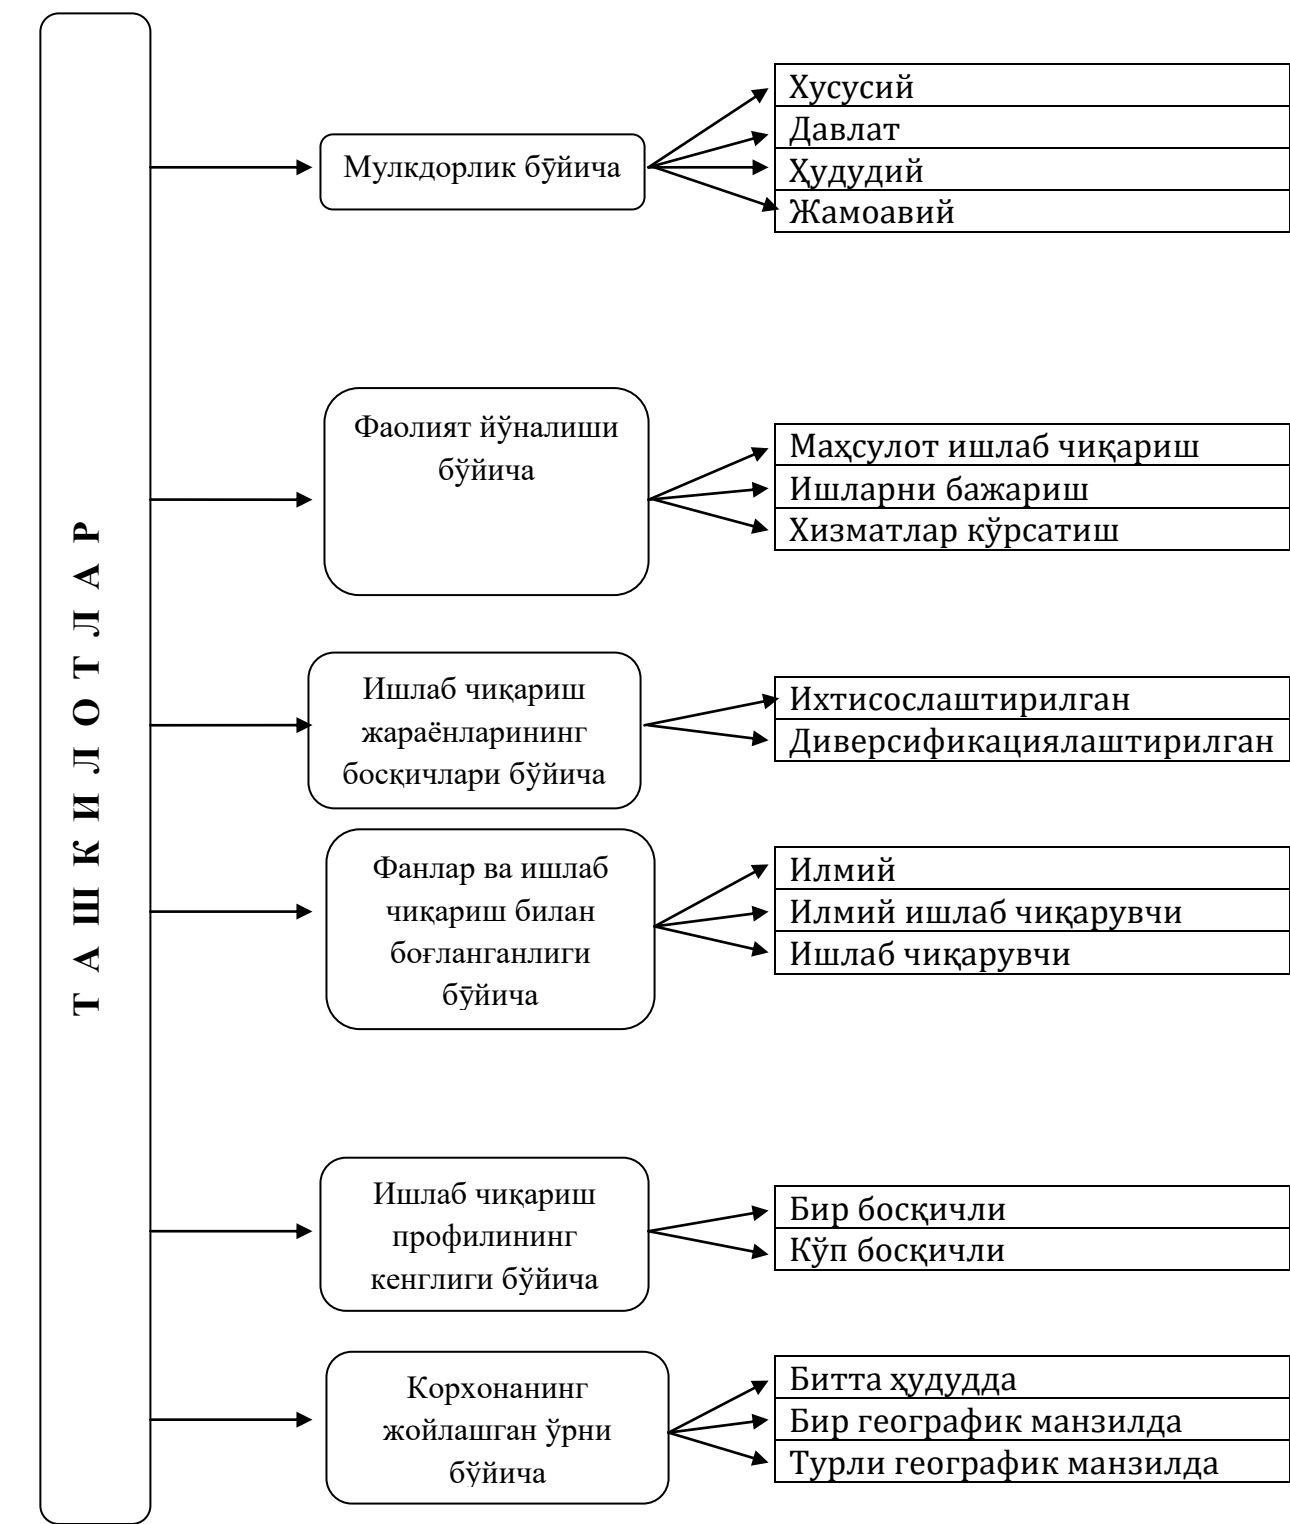 Т А Ш К И Л О Т Л А Р
Мулкдорлик бӯйича
Хусусий
Давлат
Ҳудудий
Жамоавий
Фаолият йўналиши
бўйича
Маҳсулот ишлаб чиқариш
Ишларни бажариш
Хизматлар кўрсатиш
Ишлаб чиқариш
жараёнларининг
босқичлари бўйича
Ихтисослаштирилган
Диверсификациялаштирилган
Фанлар ва ишлаб
чиқариш билан
боғланганлиги
бӯйича
Илмий
Илмий ишлаб чиқарувчи
Ишлаб чиқарувчи
Ишлаб чиқариш
профилининг
кенглиги бўйича
Бир босқичли
Кўп босқичли
Корхонанинг
жойлашган ўрни
бўйича
Битта ҳудудда
Бир географик манзилда
Турли географик манзилда